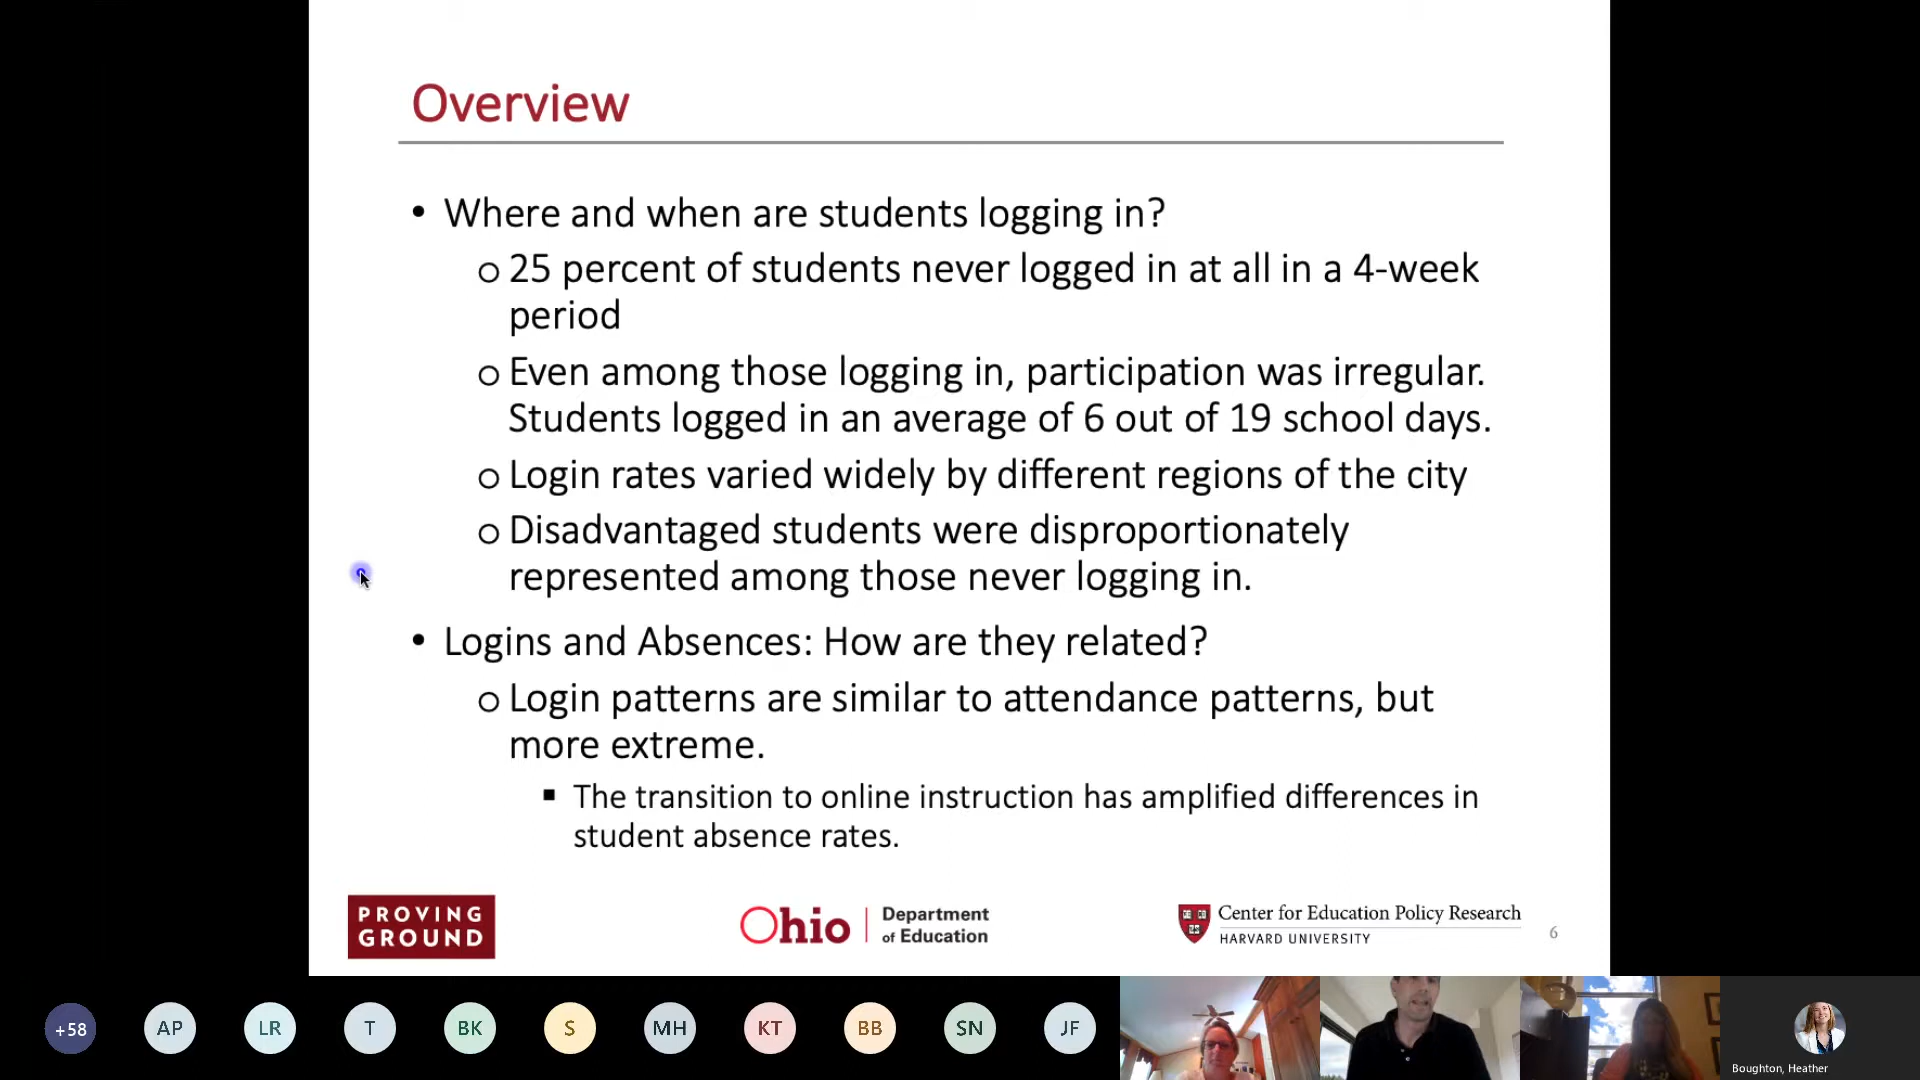 Overview
• Where and when are students logging in?
o 25 percent of students never logged in at all in a 4-week
period
o Even among those logging in, participation was irregular.
Students logged in an average of 6 out of 19 school days.
o Login rates varied widely by different regions of the city
o Disadvantaged students were disproportionately
represented among those never logging in.
• Logins and Absences: How are they related?
o Login patterns are similar to attendance patterns, but
more extreme.
▪ The transition to online instruction has amplified differences in
student absence rates.
PROVING
GROUND
Ohio
Department
of Education
Center for Education Policy Research
HARVARD UNIVERSITY
6
+58
AP
LR
T
BK
S
MH
KT
BB
SN
JF
Boughton, Heather